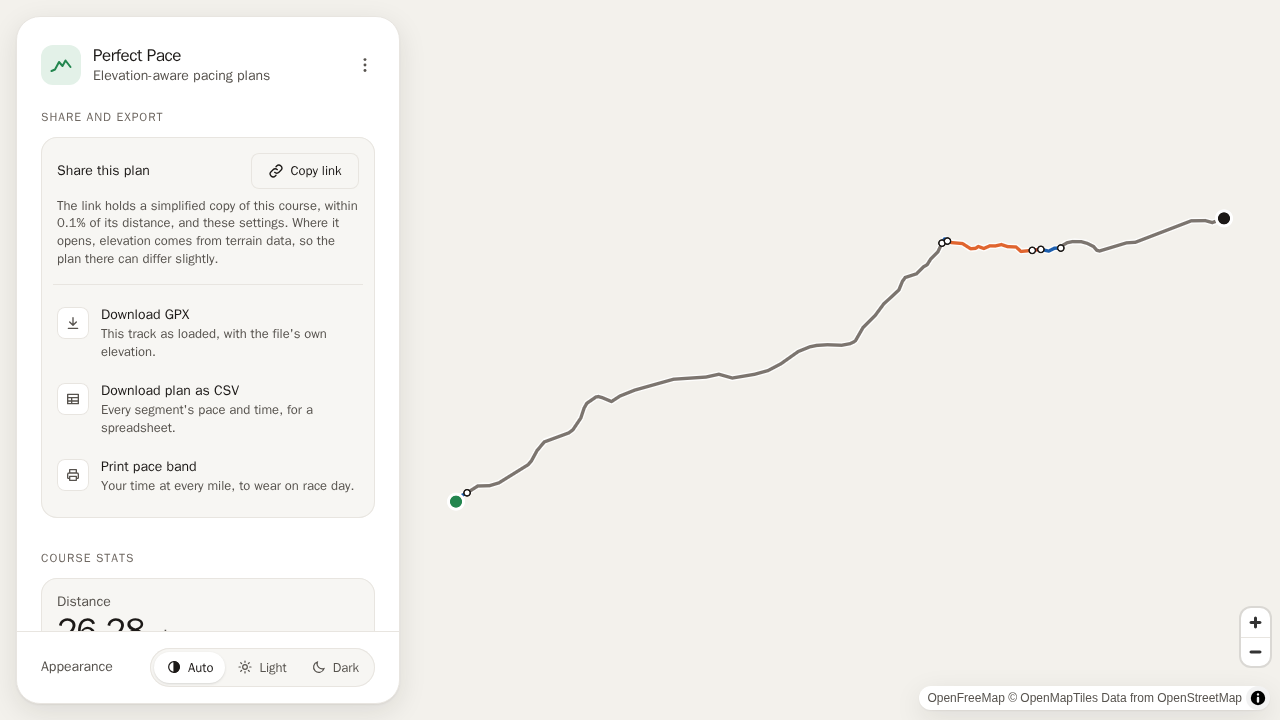 Perfect Pace
Elevation-aware pacing plans
SHARE AND EXPORT
Share this plan
Copy link
The link holds a simplified copy of this course, within
0.1% of its distance, and these settings. Where it
opens, elevation comes from terrain data, so the
plan there can differ slightly.
Download GPX
This track as loaded, with the file's own
elevation.
Download plan as CSV
Every segment's pace and time, for a
spreadsheet.
Print pace band
Your time at every mile, to wear on race day.
COURSE STATS
Distance
26.28
Appearance
Auto
Light
Dark
OpenFreeMap © OpenMapTiles Data from OpenStreetMap